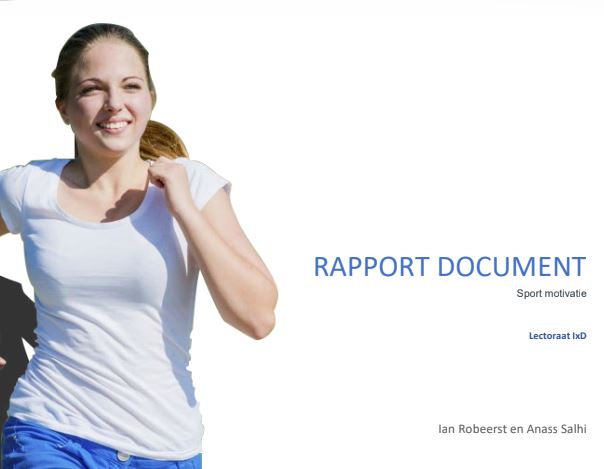 RAPPORT DOCUMENT
Sport motivatie
Lectoraat IxD
Ian Robeerst en Anass Salhi